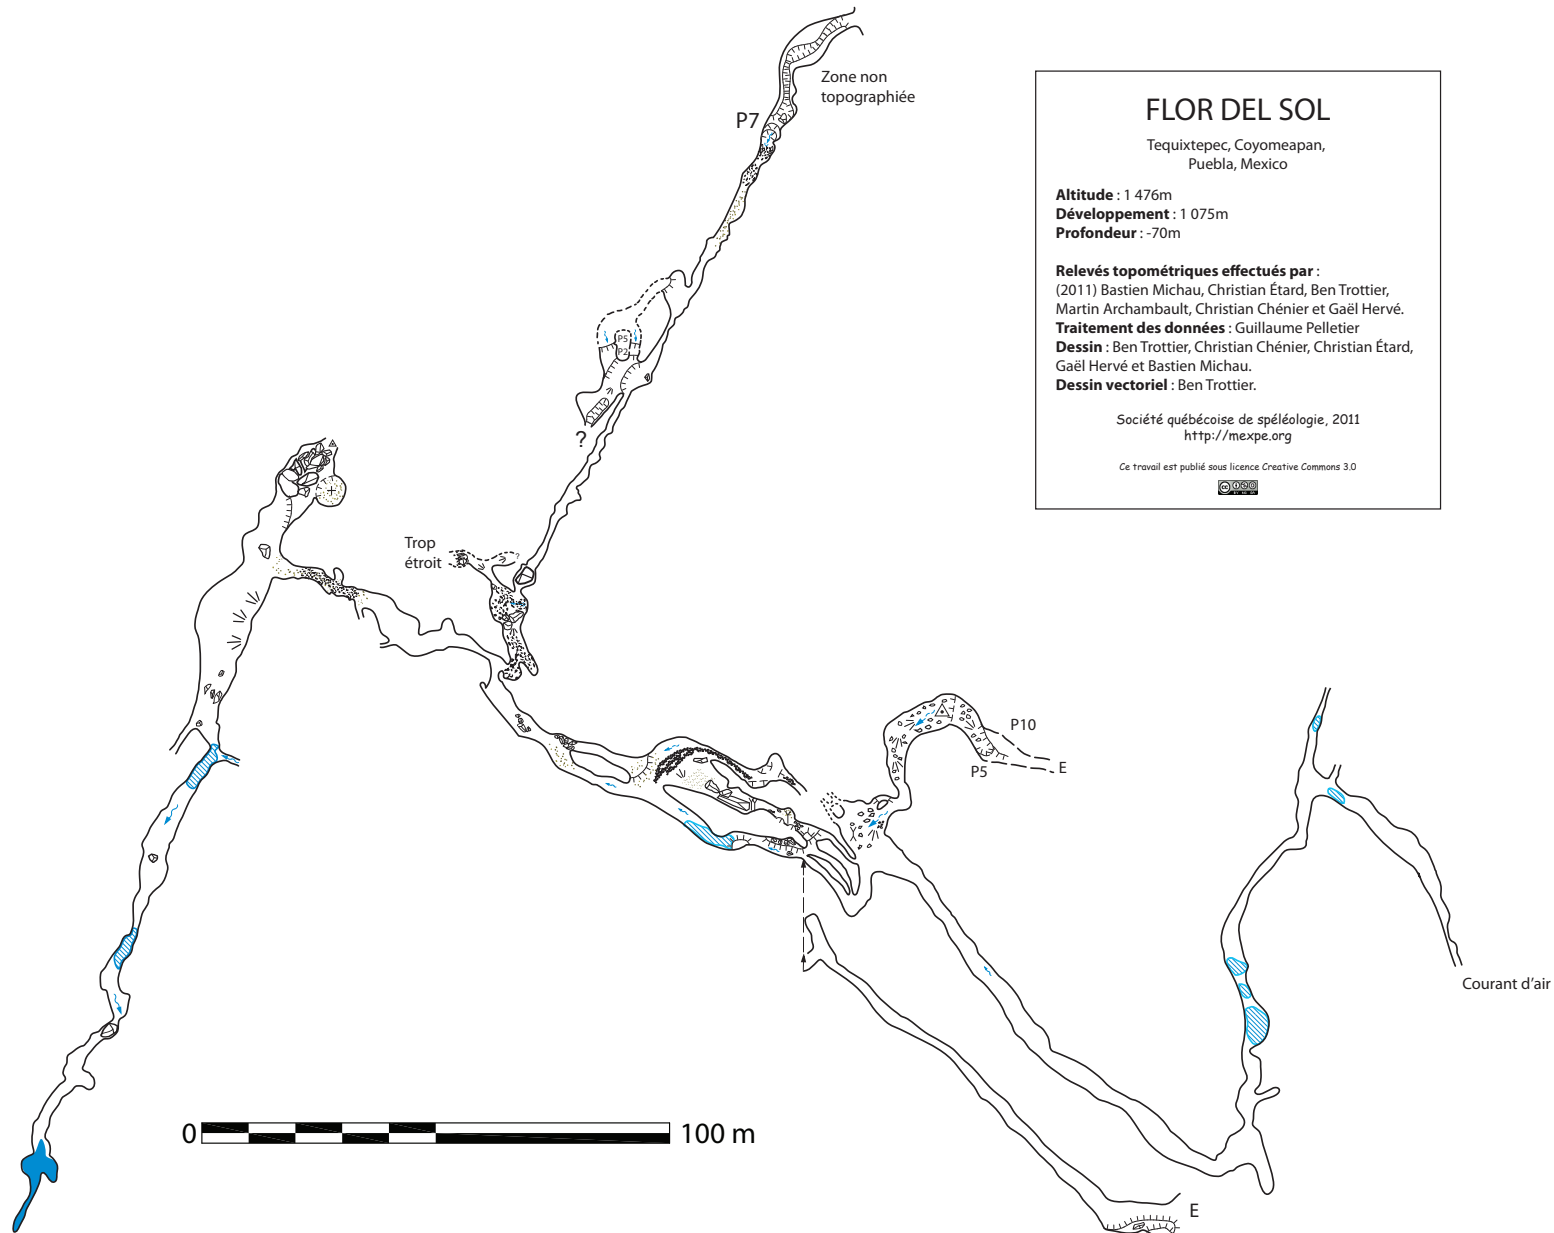 Zone non
topographiée
P7
FLOR DEL SOL
Tequixtepec, Coyomeapan,
Puebla, Mexico
Altitude : 1 476m
Développement : 1 075m
Profondeur : -70m
Relevés topométriques effectués par :
(2011) Bastien Michau, Christian Étard, Ben Trottier,
Martin Archambault, Christian Chénier et Gaël Hervé.
Traitement des données : Guillaume Pelletier
Dessin : Ben Trottier, Christian Chénier, Christian Étard,
Gaël Hervé et Bastien Michau.
Dessin vectoriel : Ben Trottier.
Société québécoise de spéléologie, 2011
http://mexpe.org
Ce travail est publié sous licence Creative Commons 3.0
cc
BY NC SA
P5
P2
?
Trop
étroit
?
P10
P5
E
Courant d'air
0
100 m
E